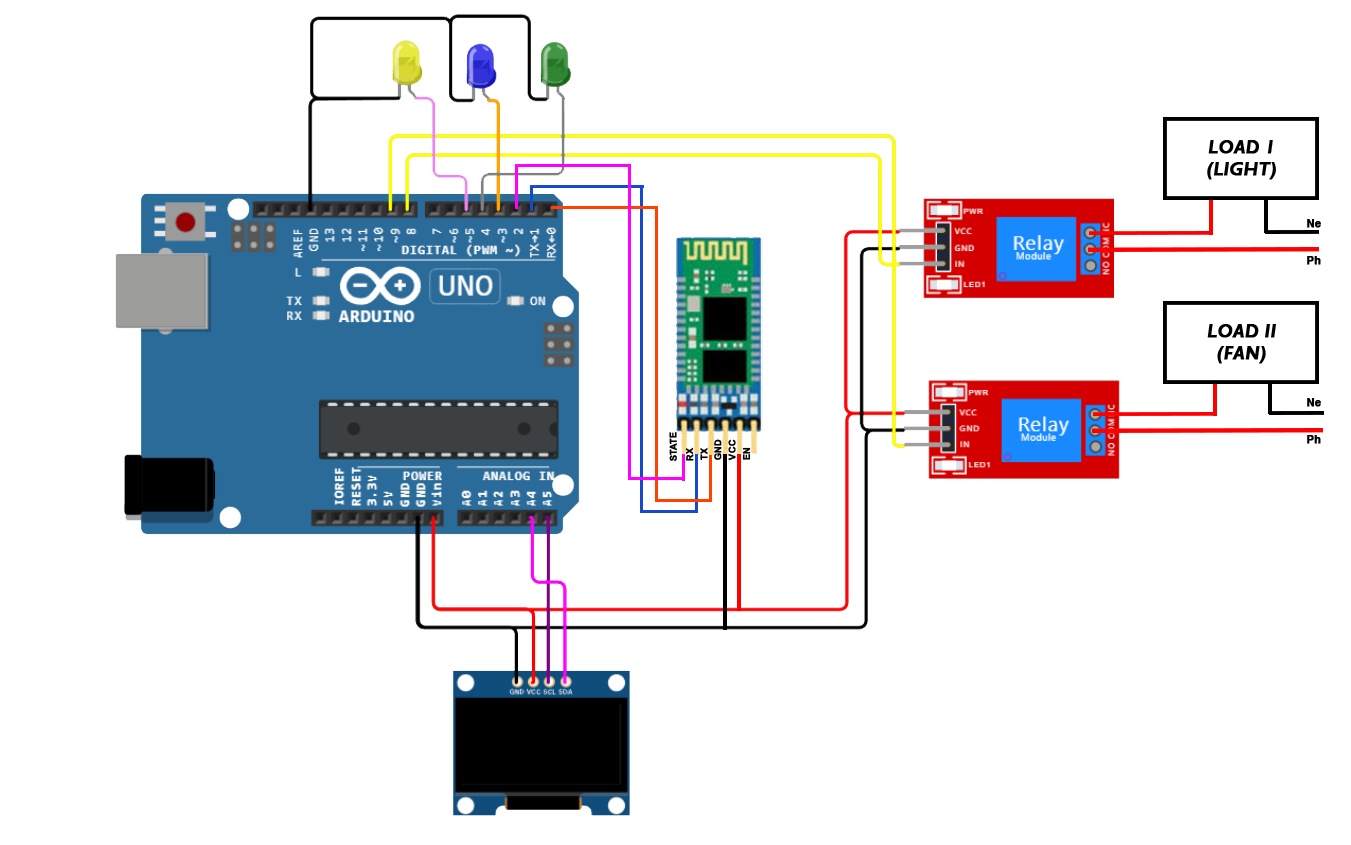 LOAD I
(LIGHT)
Ne
Ph
PWR
VCC
GND
IN
LED1
Relay
Module
NO COM NC
LOAD II
(FAN)
Ne
Ph
PWR
VCC
GND
IN
LED1
Relay
Module
NO COM NC
AREF
GND
13
12
~11
~10
~9
8
7
~6
~5
4
~3
2
TX→1
RX←0
DIGITAL (PWM ~)
L
TX
RX
UNO
ON
ARDUINO
STATE
RX
TX
GND
VCC
EN
IOREF
RESET
3.3V
5V
GND
GND
Vin
POWER
ANALOG IN
A0
A1
A2
A3
A4
A5
GND VCC SCL SDA